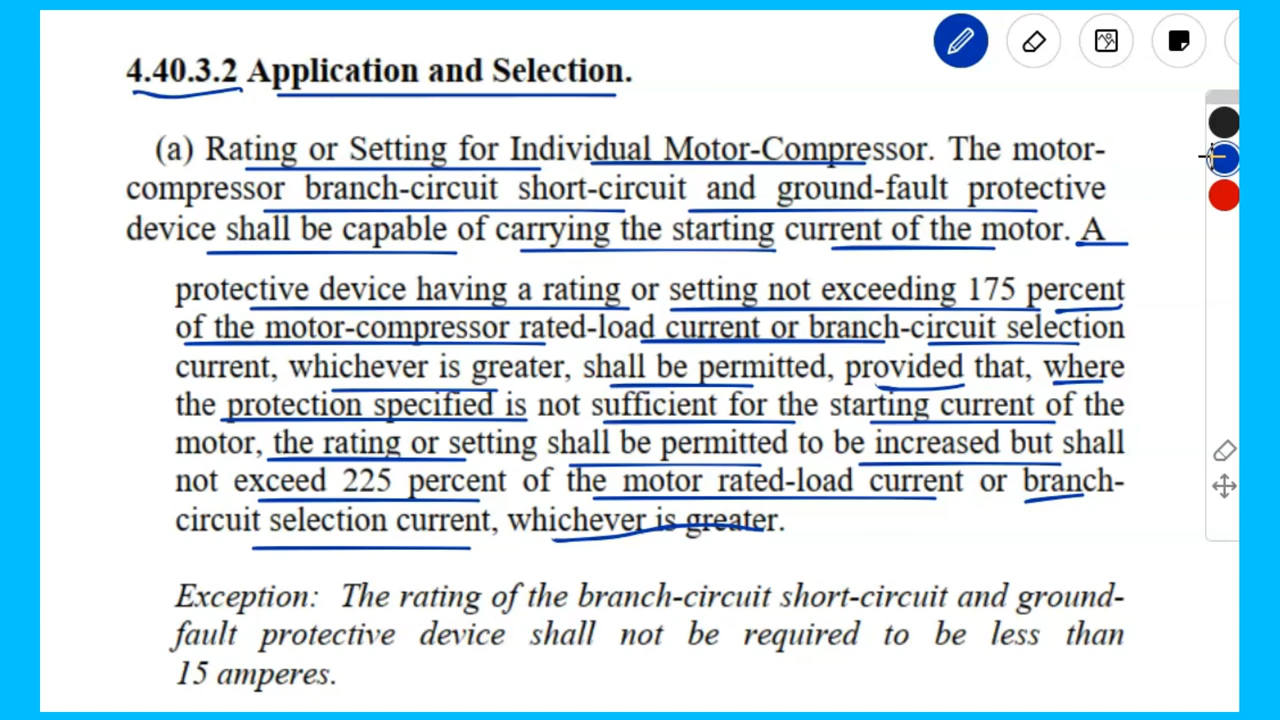 4.40.3.2 Application and Selection.
(a) Rating or Setting for Individual Motor-Compressor. The motor-
compressor branch-circuit short-circuit and ground-fault protective
device shall be capable of carrying the starting current of the motor. A
protective device having a rating or setting not exceeding 175 percent
of the motor-compressor rated-load current or branch-circuit selection
current, whichever is greater, shall be permitted, provided that, where
the protection specified is not sufficient for the starting current of the
motor, the rating or setting shall be permitted to be increased but shall
not exceed 225 percent of the motor rated-load current or branch-
circuit selection current, whichever is greater.
Exception: The rating of the branch-circuit short-circuit and ground-
fault protective device shall not be required to be less than
15 amperes.